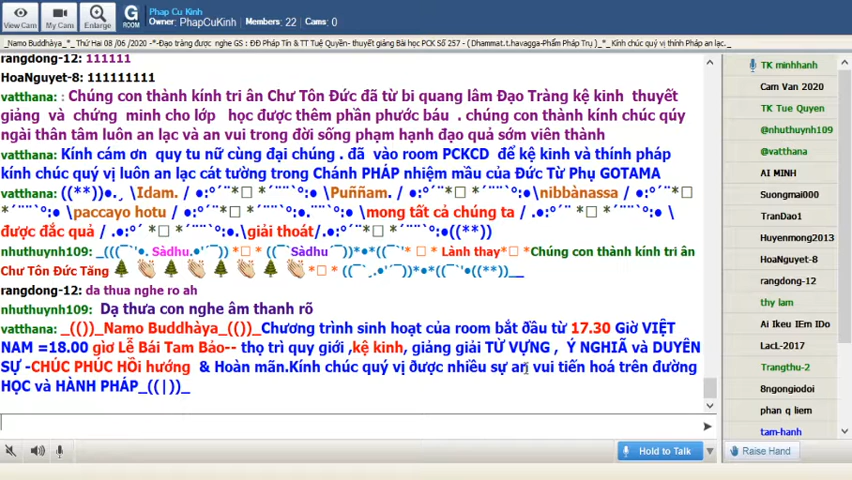 View Cam
My Cam
Enlarge
G
ROOM
Phap Cu Kinh
Owner: PhapCuKinh Members: 22 Cams: 0
_Namo Buddhàya_*_ Thứ Hai 08 /06 /2020 -*-Đạo tràng được nghe GS : ĐĐ Pháp Tín & TT Tuệ Quyền- thuyết giảng Bài học PCK Số 257 - ( Dhammat.t.havagga-Phẩm Pháp Trụ )_*_ Kính chúc quý vị thính Pháp an lạc._
rangdong-12: 111111
HoaNguyet-8: 111111111
vatthana: : Chúng con thành kính tri ân Chư Tôn Đức đã từ bi quang lâm Đạo Tràng kệ kinh thuyết
giảng và chứng minh cho lớp học được thêm phần phước báu . chúng con thành kính chúc qúy
ngài thân tâm luôn an lạc và an vui trong đời sống phạm hạnh đạo quả sớm viên thành
vatthana: Kính cám ơn quy tu nữ cùng đại chúng . đã vào room PCKCD để kệ kinh và thính pháp
kính chúc quý vị luôn an lạc cát tường trong Chánh PHÁP nhiệm mầu của Đức Từ Phụ GOTAMA
vatthana: ((**))•.¸ \Idam. / •:°´¨*□ *´¨¨`°:• \Puññam. / •:°´¨*□ *´¨¨`°:•\nibbànassa / •:°´¨*□
*´¨¨`°:• \paccayo hotu / •:°´¨*□ *´¨¨`°:•.¨¨`°:• \mong tất cả chúng ta / .•:°´¨*□ *´¨¨`°:• \
được đắc quả / .•:°´ *□ *´¨¨`°:•.\giải thoát/.•:°´((**))
nhuthuynh109: _(((¯`'•. Sàdhu.•'´¯)) *□ * ((¯`Sàdhu´¯))*•*((¯`'* □ * Lành thay*□ *Chúng con thành kính tri ân
Chư Tôn Đức Tăng 🌲 👏 🌲 👏 🌲 👏 🌲 👏 *□ * ((¯`¸.•'´¯))*•*((¯`'•((**))__
rangdong-12: da thua nghe ro ah
nhuthuynh109: Dạ thưa con nghe âm thanh rõ
vatthana: _(())_Namo Buddhàya_(())_Chương trình sinh hoạt của room bắt đầu từ 17.30 Giờ VIỆT
NAM =18.00 giờ Lễ Bái Tam Bảo-- thọ trì quy giới ,kệ kinh, giảng giải TỪ VỰNG , Ý NGHĨA và DUYÊN
SỰ -CHÚC PHÚC HỒi hướng & Hoàn mãn.Kính chúc quý vị được nhiều sự an vui tiến hoá trên đường
HỌC và HÀNH PHÁP_((|))_
TK minhhanh
Cam Van 2020
TK Tue Quyen
@nhuthuynh109
@vatthana
AI MINH
Suongmai000
TranDao1
Huyenmong2013
HoaNguyet-8
rangdong-12
thy lam
Ai Ikeu IEm IDo
LacL-2017
Trangthu-2
8ngongiodoi
phan q liem
tam-hanh
Hold to Talk
Raise Hand